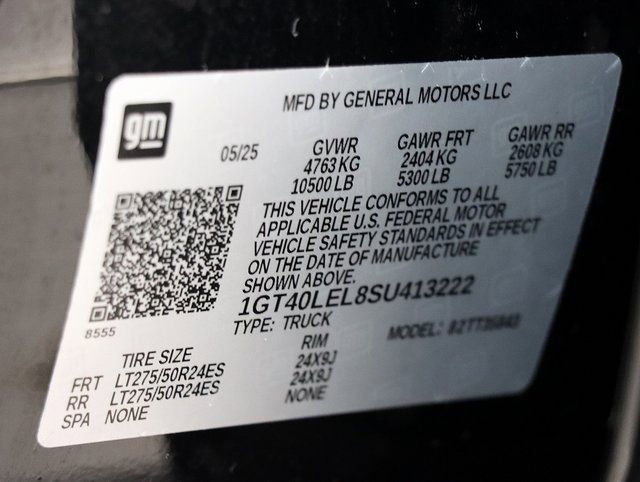 gm
MFD BY GENERAL MOTORS LLC
05/25 GVWR GAWR FRT GAWR RR
4763 KG 2404 KG 2608 KG
10500 LB 5300 LB 5750 LB
THIS VEHICLE CONFORMS TO ALL
APPLICABLE U.S. FEDERAL MOTOR
VEHICLE SAFETY STANDARDS IN EFFECT
ON THE DATE OF MANUFACTURE
SHOWN ABOVE.
1GT40LEL8SU413222
8555
TYPE: TRUCK
MODEL:
TIRE SIZE RIM
FRT LT275/50R24ES 24X9J
RR LT275/50R24ES 24X9J
SPA NONE NONE